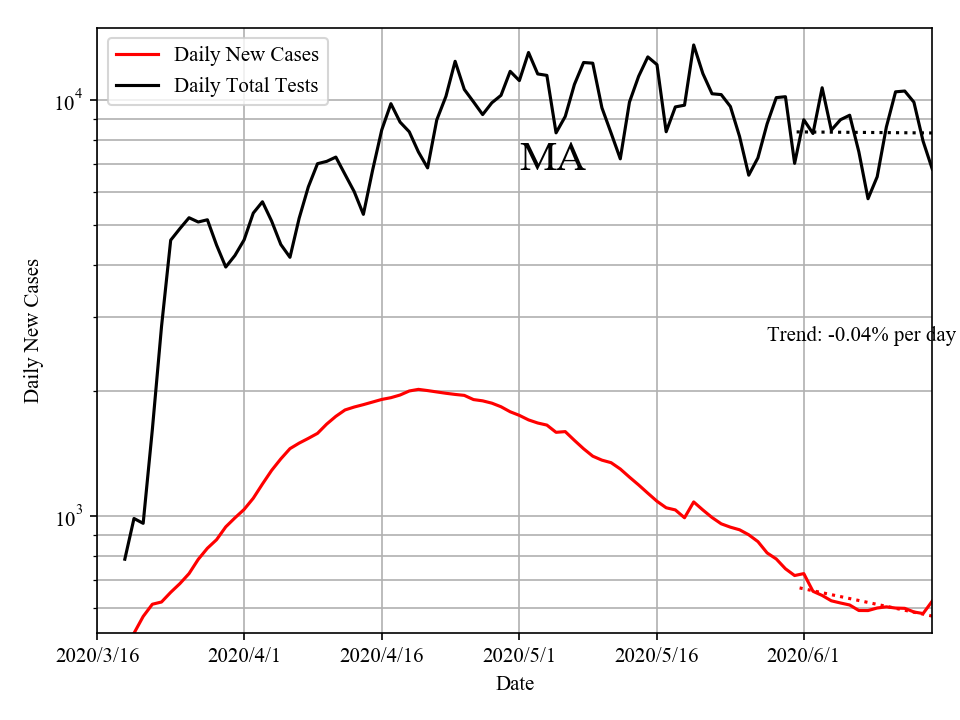 Daily New Cases
Daily Total Tests
10^4
MA
Daily New Cases
Trend: -0.04% per day
10^3
2020/3/16
2020/4/1
2020/4/16
2020/5/1
2020/5/16
2020/6/1
Date